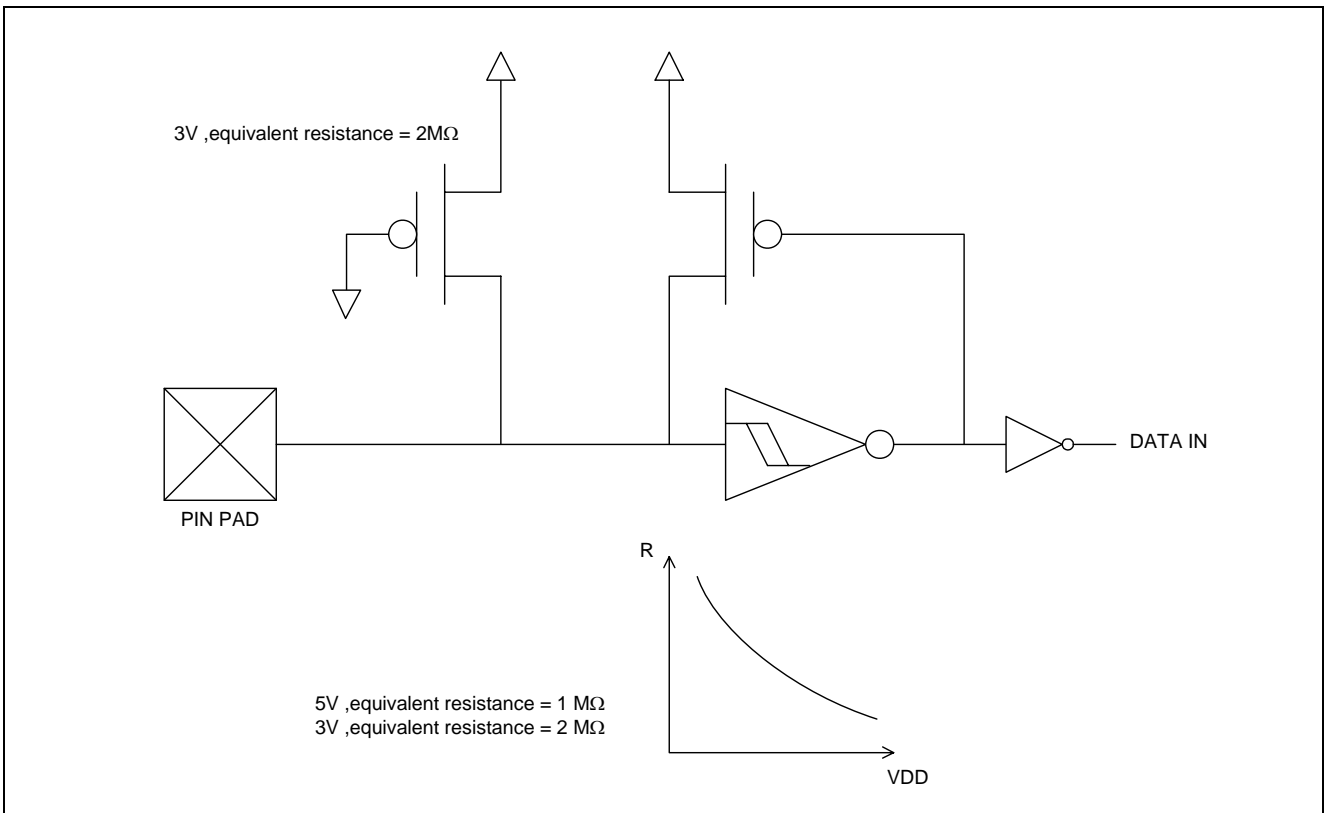 3V ,equivalent resistance = 2MΩ
DATA IN
PIN PAD
R
5V ,equivalent resistance = 1 MΩ
3V ,equivalent resistance = 2 MΩ
VDD